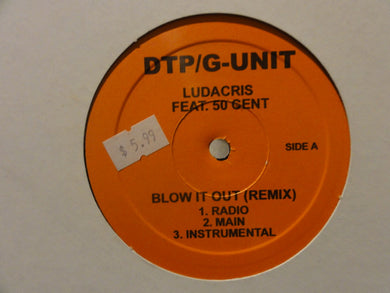 DTP/G-UNIT
LUDACRIS
FEAT. 50 CENT
$5.99
SIDE A
BLOW IT OUT (REMIX)
1. RADIO
2. MAIN
3. INSTRUMENTAL